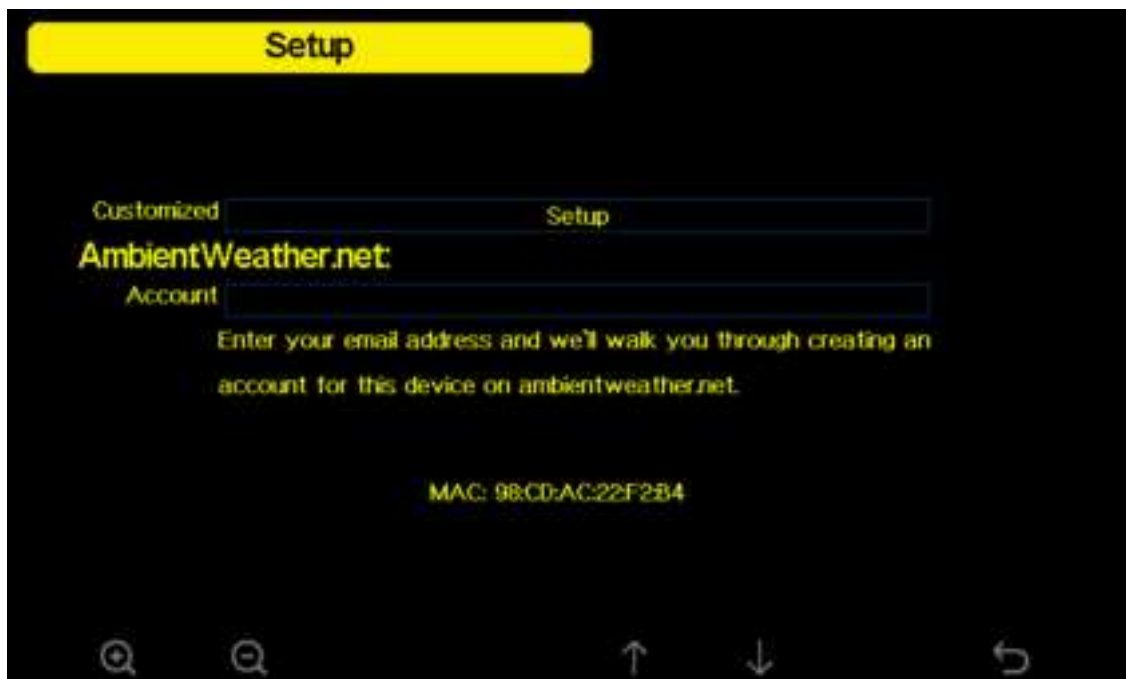 Setup
Customized Setup
AmbientWeather.net:
Account
Enter your email address and we'll walk you through creating an
account for this device on ambientweather.net.
MAC: 98:CD:AC:22:F2:B4